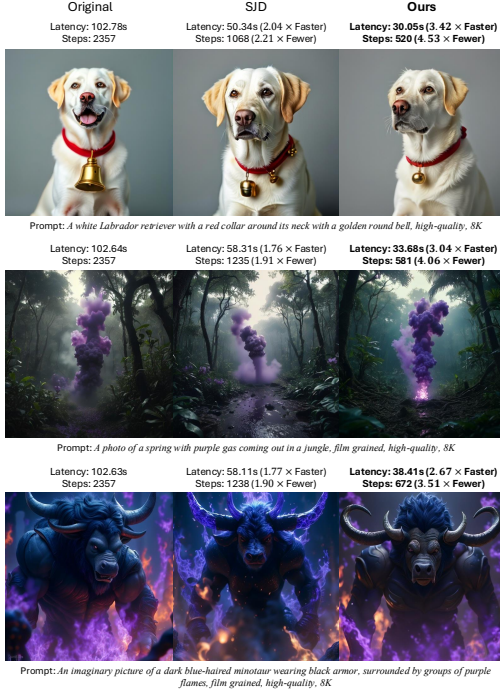 Original SJD Ours
Latency: 102.78s Latency: 50.34s (2.04 × Faster) Latency: 30.05s (3.42 × Faster)
Steps: 2357 Steps: 1068 (2.21 × Fewer) Steps: 520 (4.53 × Fewer)
Prompt: A white Labrador retriever with a red collar around its neck with a golden round bell, high-quality, 8K
Latency: 102.64s Latency: 58.31s (1.76 × Faster) Latency: 33.68s (3.04 × Faster)
Steps: 2357 Steps: 1235 (1.91 × Fewer) Steps: 581 (4.06 × Fewer)
Prompt: A photo of a spring with purple gas coming out in a jungle, film grained, high-quality, 8K
Latency: 102.63s Latency: 58.11s (1.77 × Faster) Latency: 38.41s (2.67 × Faster)
Steps: 2357 Steps: 1238 (1.90 × Fewer) Steps: 672 (3.51 × Fewer)
Prompt: An imaginary picture of a dark blue-haired minotaur wearing black armor, surrounded by groups of purple
flames, film grained, high-quality, 8K